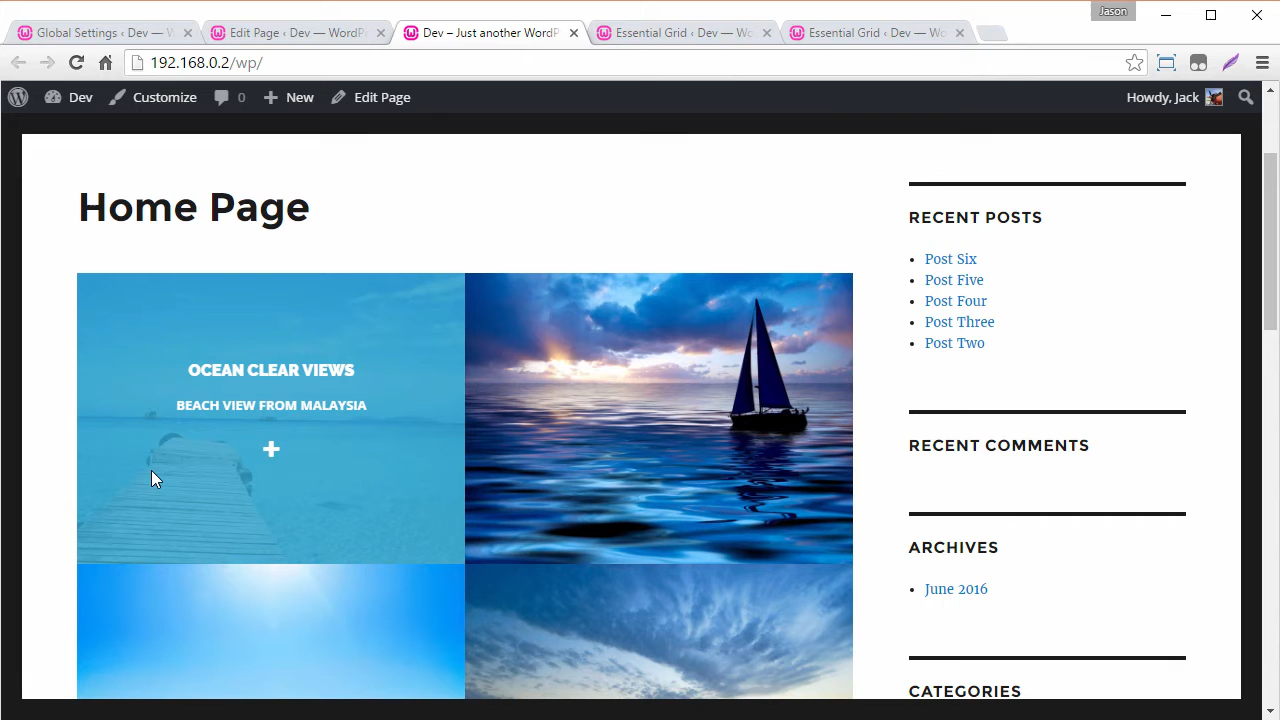 Jason
Global Settings ‹ Dev — W
Edit Page ‹ Dev — WordP
Dev – Just another WordP
Essential Grid ‹ Dev — Wo
Essential Grid ‹ Dev — Wo
192.168.0.2/wp/
Dev
Customize
0
New
Edit Page
Howdy, Jack
Home Page
OCEAN CLEAR VIEWS
BEACH VIEW FROM MALAYSIA
RECENT POSTS
Post Six
Post Five
Post Four
Post Three
Post Two
RECENT COMMENTS
ARCHIVES
June 2016
CATEGORIES